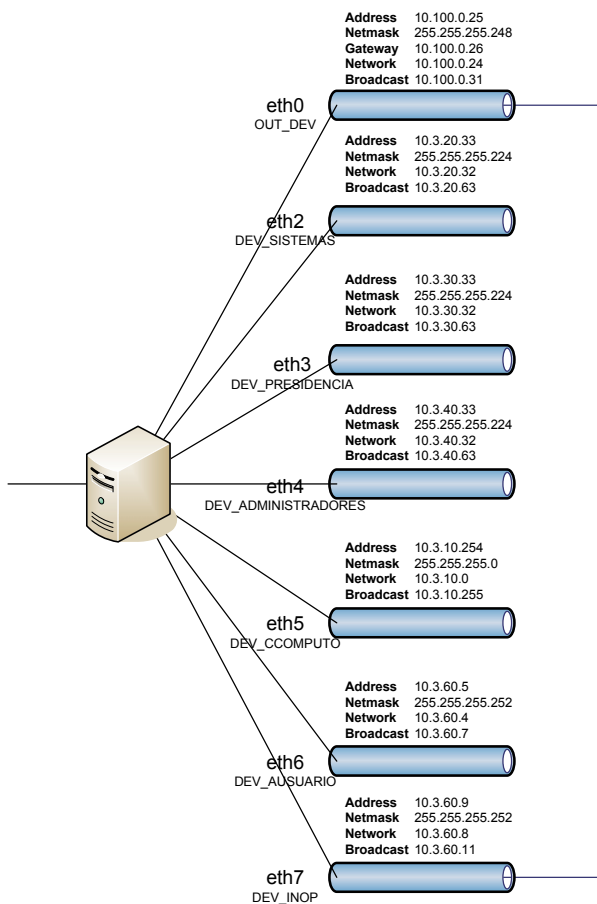 Address 10.100.0.25
Netmask 255.255.255.248
Gateway 10.100.0.26
Network 10.100.0.24
Broadcast 10.100.0.31
eth0
OUT_DEV
Address 10.3.20.33
Netmask 255.255.255.224
Network 10.3.20.32
Broadcast 10.3.20.63
eth2
DEV_SISTEMAS
Address 10.3.30.33
Netmask 255.255.255.224
Network 10.3.30.32
Broadcast 10.3.30.63
eth3
DEV_PRESIDENCIA
Address 10.3.40.33
Netmask 255.255.255.224
Network 10.3.40.32
Broadcast 10.3.40.63
eth4
DEV_ADMINISTRADORES
Address 10.3.10.254
Netmask 255.255.255.0
Network 10.3.10.0
Broadcast 10.3.10.255
eth5
DEV_CCOMPUTO
Address 10.3.60.5
Netmask 255.255.255.252
Network 10.3.60.4
Broadcast 10.3.60.7
eth6
DEV_AUSUARIO
Address 10.3.60.9
Netmask 255.255.255.252
Network 10.3.60.8
Broadcast 10.3.60.11
eth7
DEV_INOP